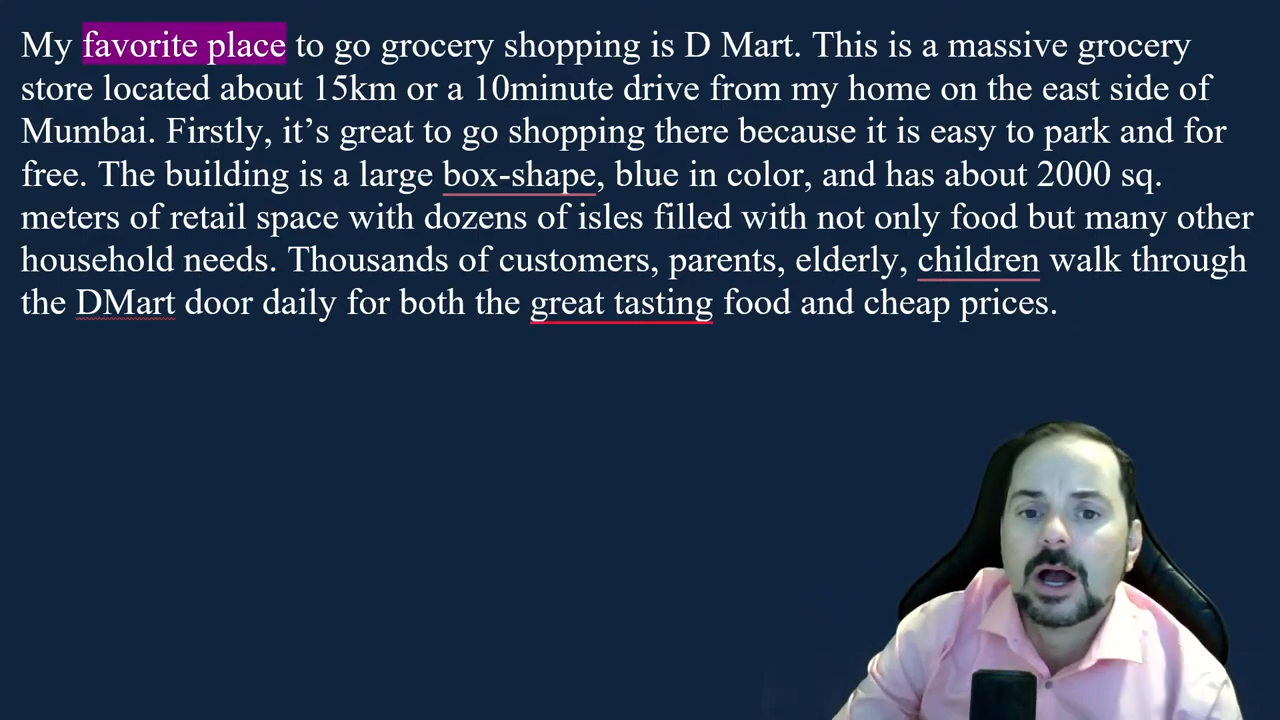 My favorite place to go grocery shopping is D Mart. This is a massive grocery
store located about 15km or a 10minute drive from my home on the east side of
Mumbai. Firstly, it’s great to go shopping there because it is easy to park and for
free. The building is a large box-shape, blue in color, and has about 2000 sq.
meters of retail space with dozens of isles filled with not only food but many other
household needs. Thousands of customers, parents, elderly, children walk through
the DMart door daily for both the great tasting food and cheap prices.